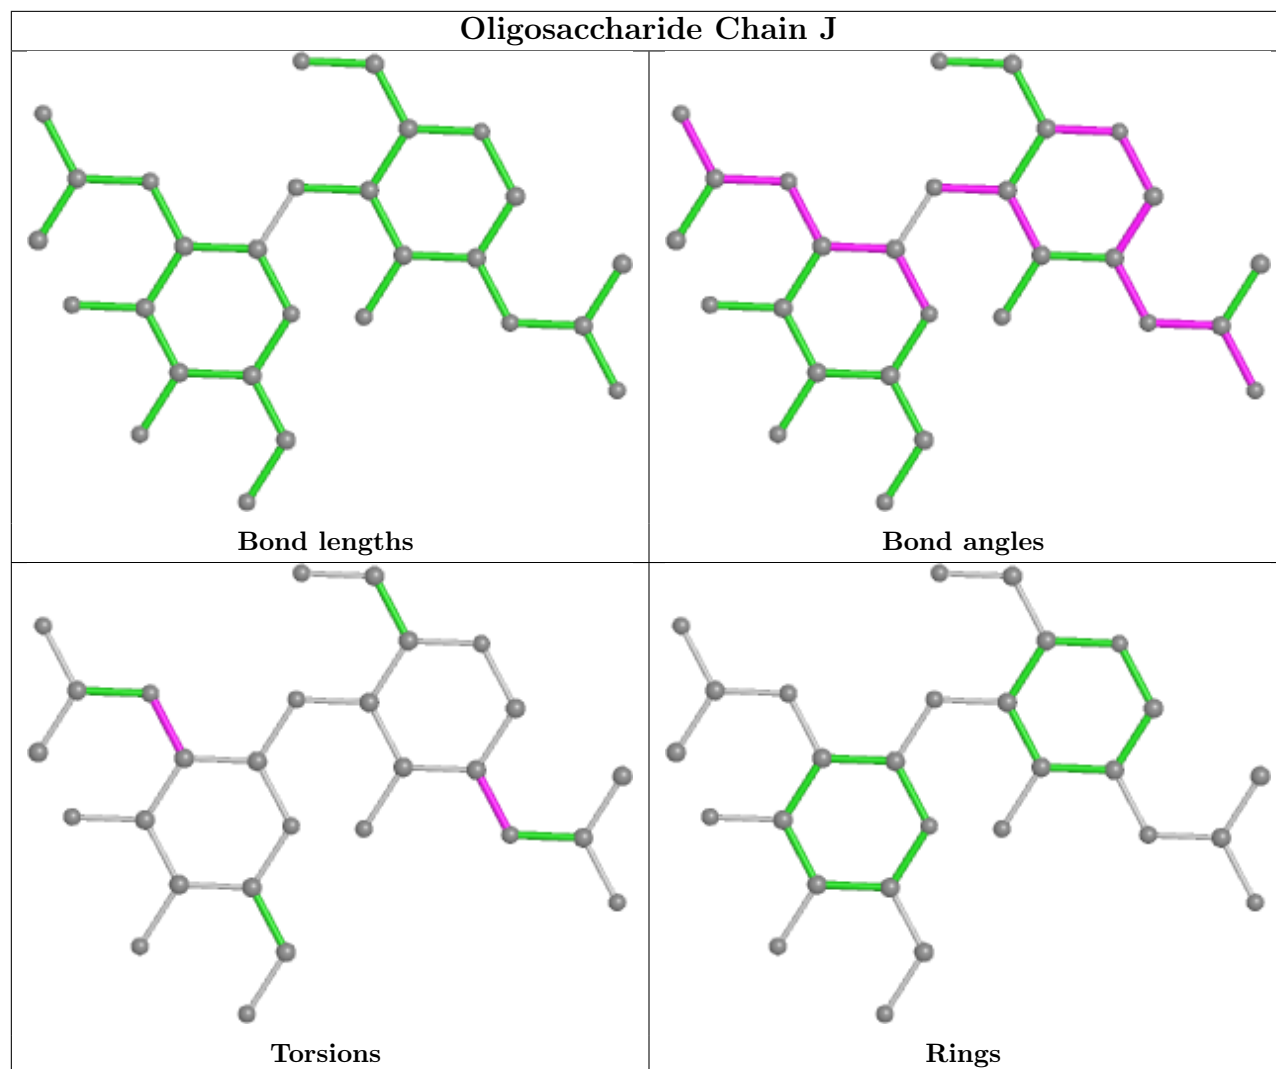 Oligosaccharide Chain J
Bond lengths
Bond angles
Torsions
Rings